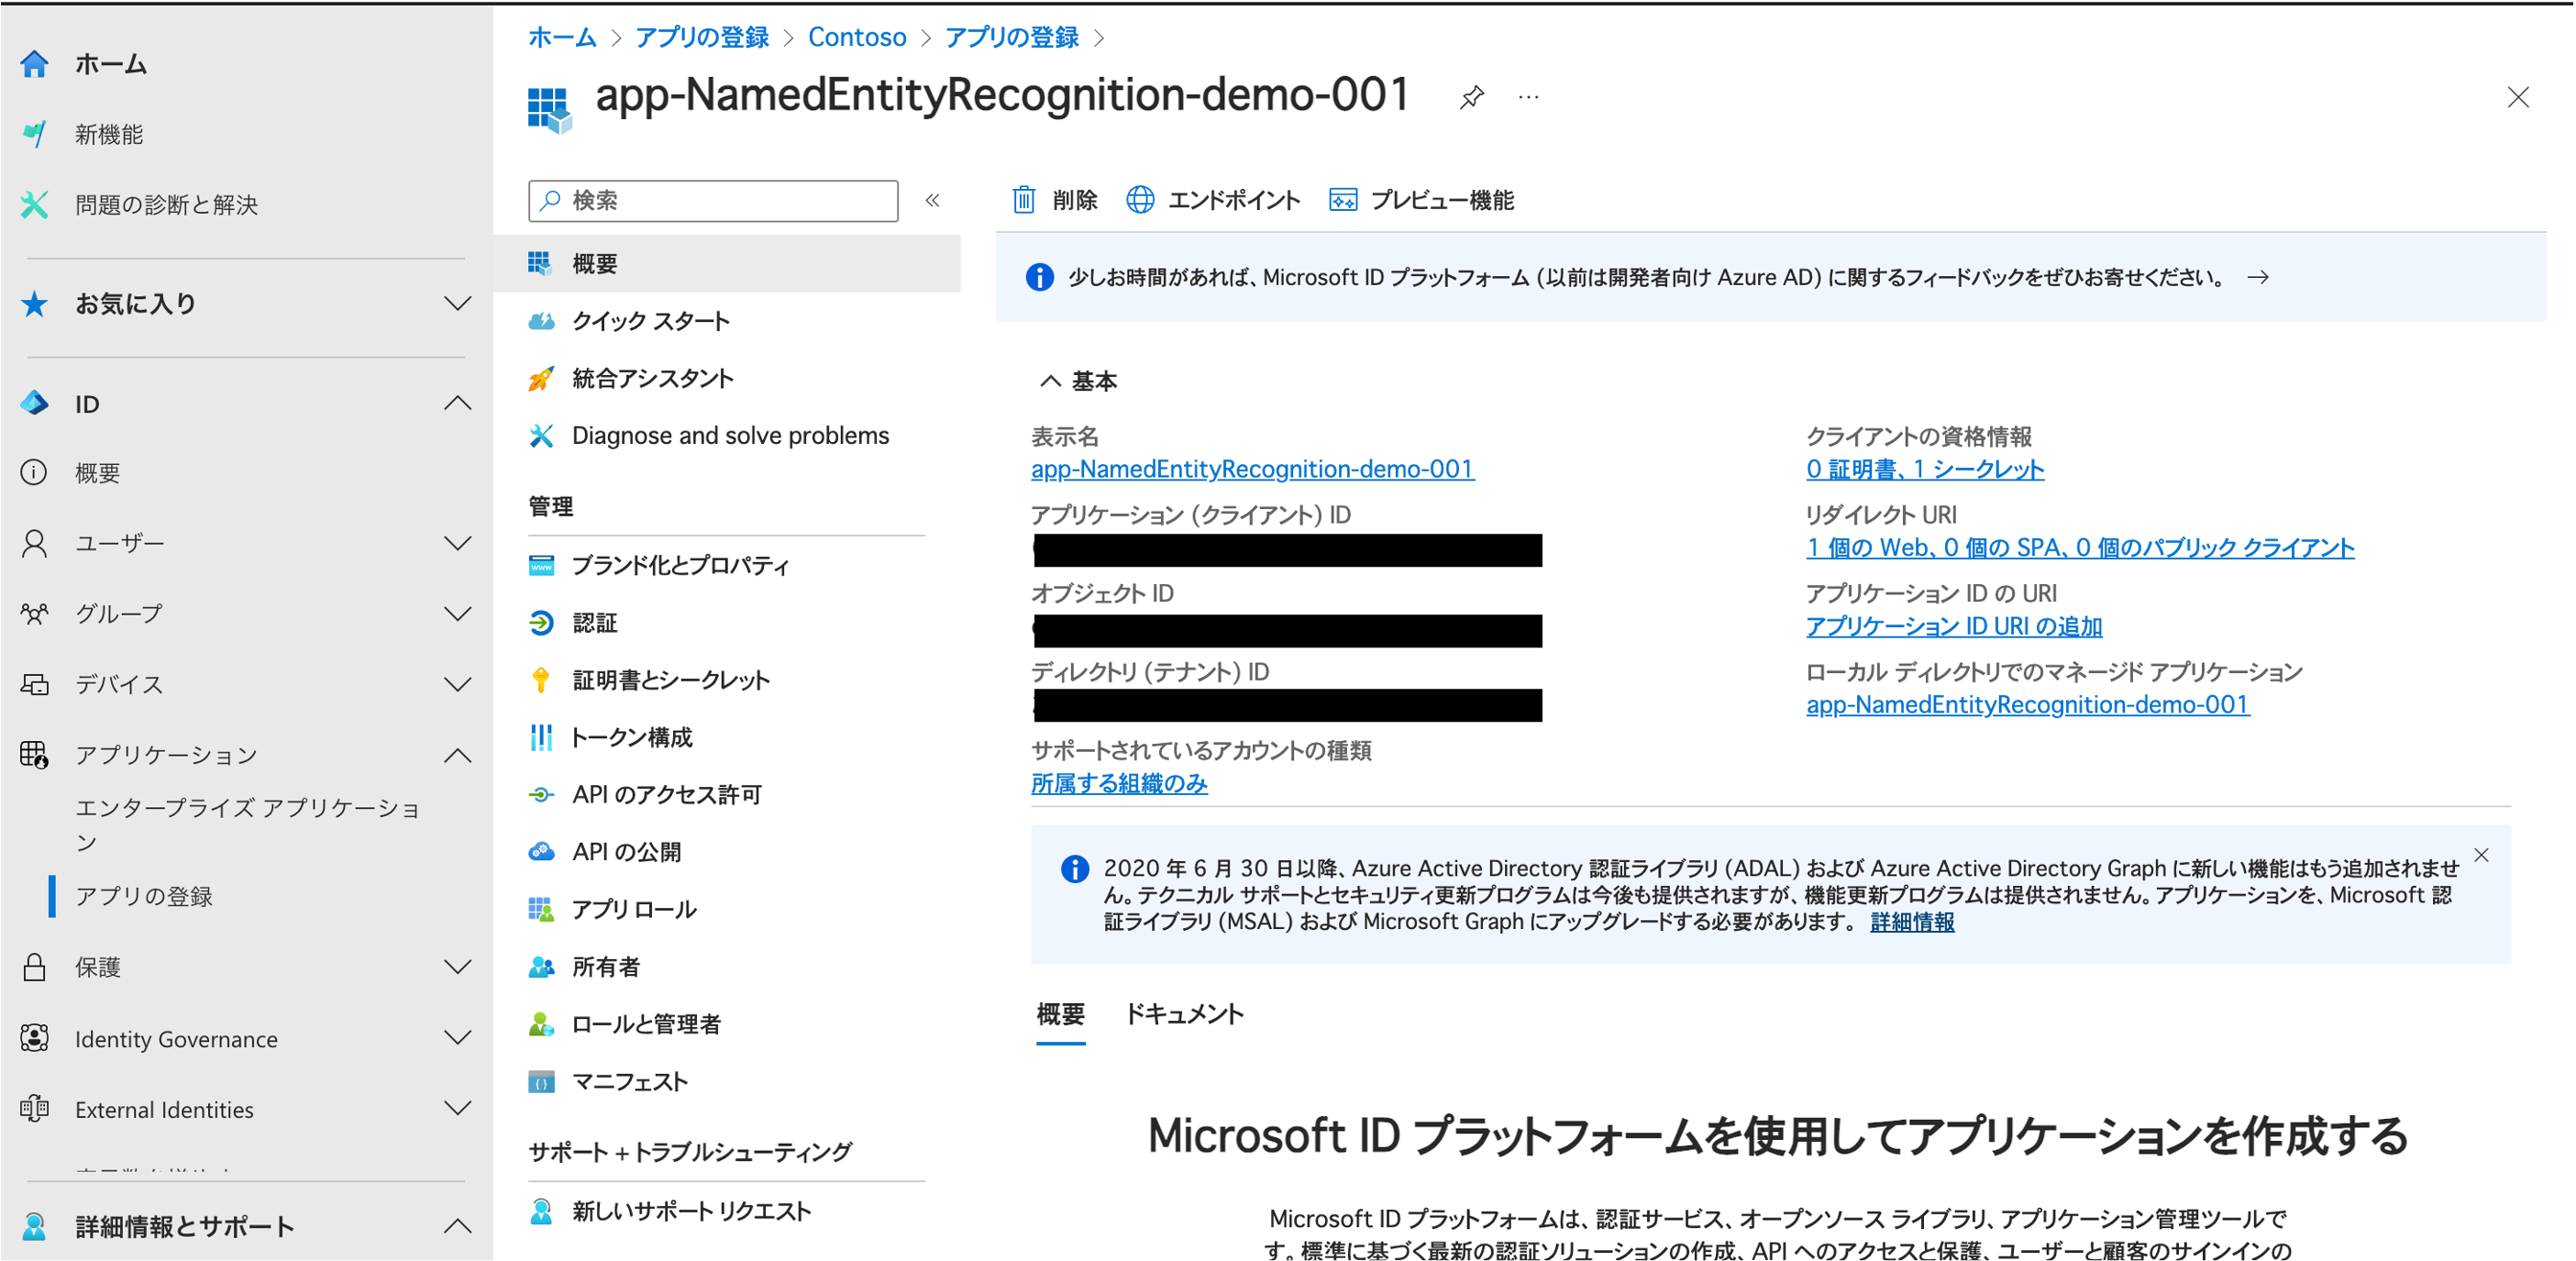 ホーム
新機能
問題の診断と解決
お気に入り
ID
概要
ユーザー
グループ
デバイス
アプリケーション
エンタープライズ アプリケーショ
ン
アプリの登録
保護
Identity Governance
External Identities
詳細情報とサポート
ホーム > アプリの登録 > Contoso > アプリの登録 >
app-NamedEntityRecognition-demo-001
検索
概要
クイック スタート
統合アシスタント
Diagnose and solve problems
管理
ブランド化とプロパティ
認証
証明書とシークレット
トークン構成
API のアクセス許可
API の公開
アプリ ロール
所有者
ロールと管理者
マニフェスト
サポート + トラブルシューティング
新しいサポート リクエスト
削除 エンドポイント プレビュー機能
少しお時間があれば、Microsoft ID プラットフォーム (以前は開発者向け Azure AD) に関するフィードバックをぜひお寄せください。 →
基本
表示名
app-NamedEntityRecognition-demo-001
アプリケーション (クライアント) ID
オブジェクト ID
ディレクトリ (テナント) ID
サポートされているアカウントの種類
所属する組織のみ
クライアントの資格情報
0 証明書、1 シークレット
リダイレクト URI
1 個の Web、0 個の SPA、0 個のパブリック クライアント
アプリケーション ID の URI
アプリケーション ID URI の追加
ローカル ディレクトリでのマネージド アプリケーション
app-NamedEntityRecognition-demo-001
2020 年 6 月 30 日以降、Azure Active Directory 認証ライブラリ (ADAL) および Azure Active Directory Graph に新しい機能はもう追加されませ
ん。テクニカル サポートとセキュリティ更新プログラムは今後も提供されますが、機能更新プログラムは提供されません。アプリケーションを、Microsoft 認
証ライブラリ (MSAL) および Microsoft Graph にアップグレードする必要があります。 詳細情報
概要 ドキュメント
Microsoft ID プラットフォームを使用してアプリケーションを作成する
Microsoft ID プラットフォームは、認証サービス、オープンソース ライブラリ、アプリケーション管理ツールで
す。標準に基づく最新の認証ソリューションの作成、API へのアクセスと保護、ユーザーと顧客のサインインの